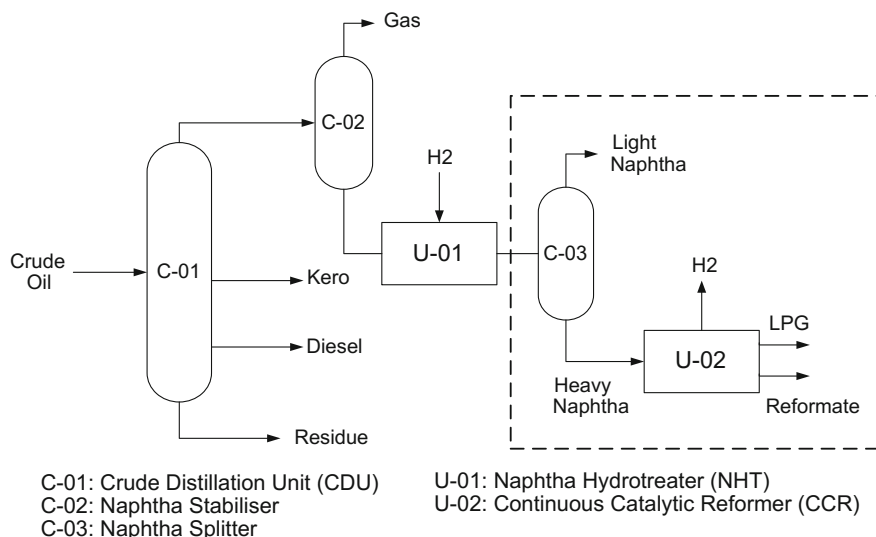 Gas
C-02
H2
Light
Naphtha
Crude
Oil
C-01
Kero
U-01
C-03
H2
LPG
Diesel
U-02
Heavy
Naphtha
Reformate
Residue
C-01: Crude Distillation Unit (CDU)
C-02: Naphtha Stabiliser
C-03: Naphtha Splitter
U-01: Naphtha Hydrotreater (NHT)
U-02: Continuous Catalytic Reformer (CCR)